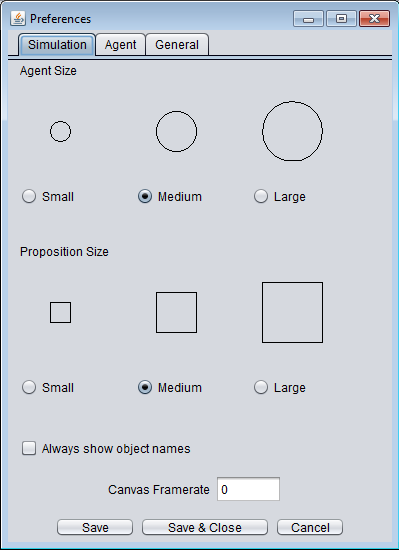 Preferences
Simulation Agent General
Agent Size
Small Medium Large
Proposition Size
Small Medium Large
Always show object names
Canvas Framerate 0
Save Save & Close Cancel